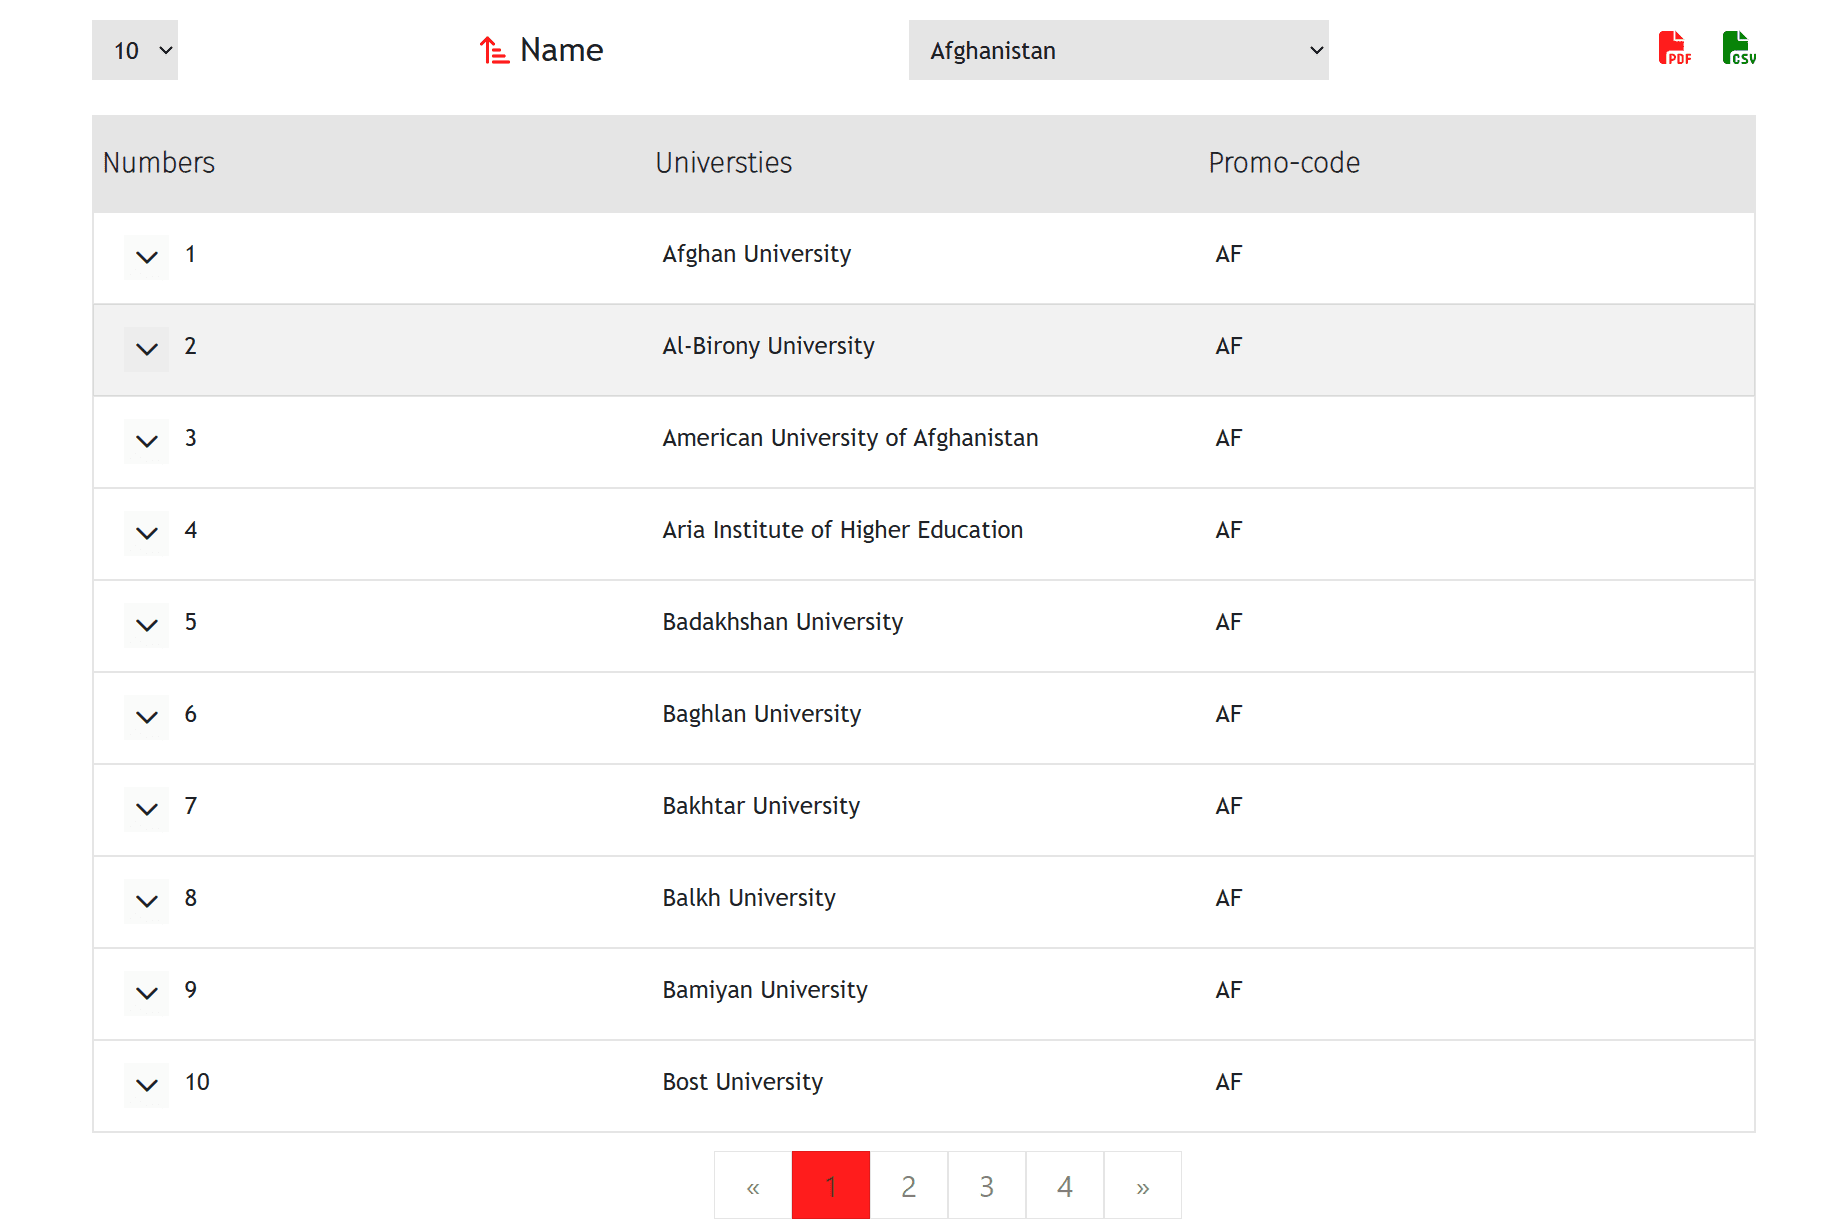 10 Name Afghanistan PDF CSV
Numbers Universties Promo-code
1 Afghan University AF
2 Al-Birony University AF
3 American University of Afghanistan AF
4 Aria Institute of Higher Education AF
5 Badakhshan University AF
6 Baghlan University AF
7 Bakhtar University AF
8 Balkh University AF
9 Bamiyan University AF
10 Bost University AF
« 1 2 3 4 »